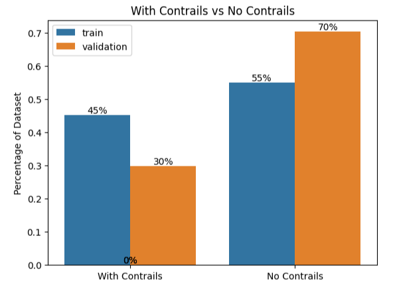 With Contrails vs No Contrails
train
validation
Percentage of Dataset
0.7
0.6
0.5
0.4
0.3
0.2
0.1
0.0
45%
30%
0%
55%
70%
With Contrails
No Contrails